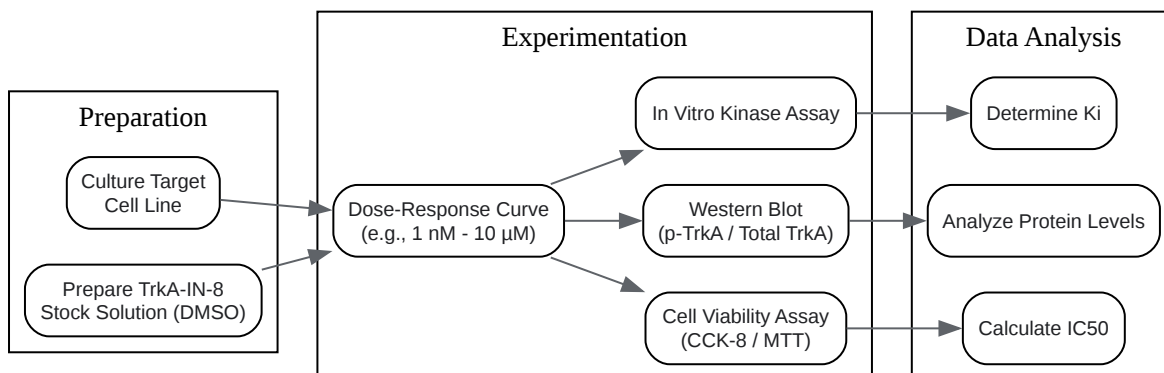 Preparation
Culture Target
Cell Line
Prepare TrkA-IN-8
Stock Solution (DMSO)
Experimentation
Dose-Response Curve
(e.g., 1 nM - 10 µM)
In Vitro Kinase Assay
Western Blot
(p-TrkA / Total TrkA)
Cell Viability Assay
(CCK-8 / MTT)
Data Analysis
Determine Ki
Analyze Protein Levels
Calculate IC50